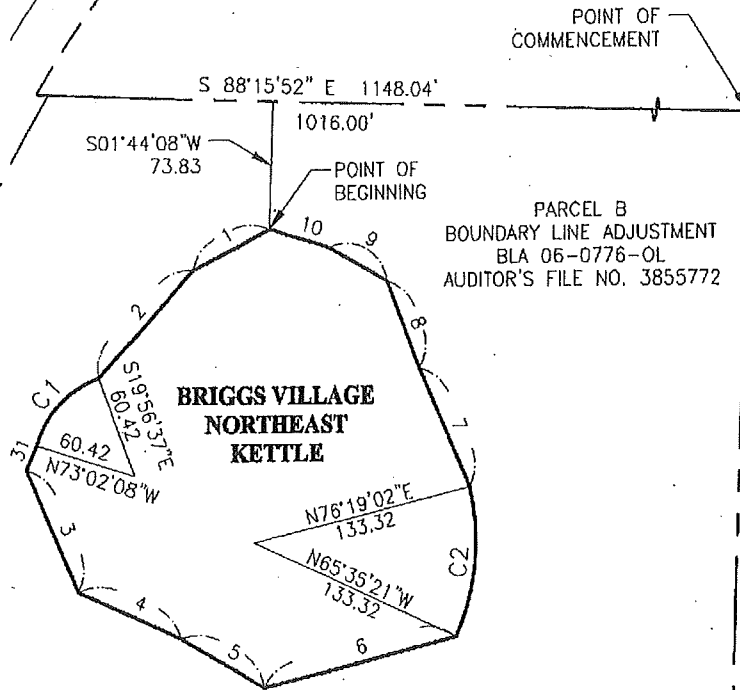 POINT OF
COMMENCEMENT
S 88°15'52" E 1148.04'
1016.00'
S01°44'08"W
73.83
POINT OF
BEGINNING
PARCEL B
BOUNDARY LINE ADJUSTMENT
BLA 06-0776-OL
AUDITOR'S FILE NO. 3855772
1
10
9
2
8
C1
S19°56'37"E
60.42
BRIGGS VILLAGE
NORTHEAST
KETTLE
7
31
60.42
N73°02'08"W
N76°19'02"E
133.32
3
N65°35'21"W
133.32
C2
4
5
6